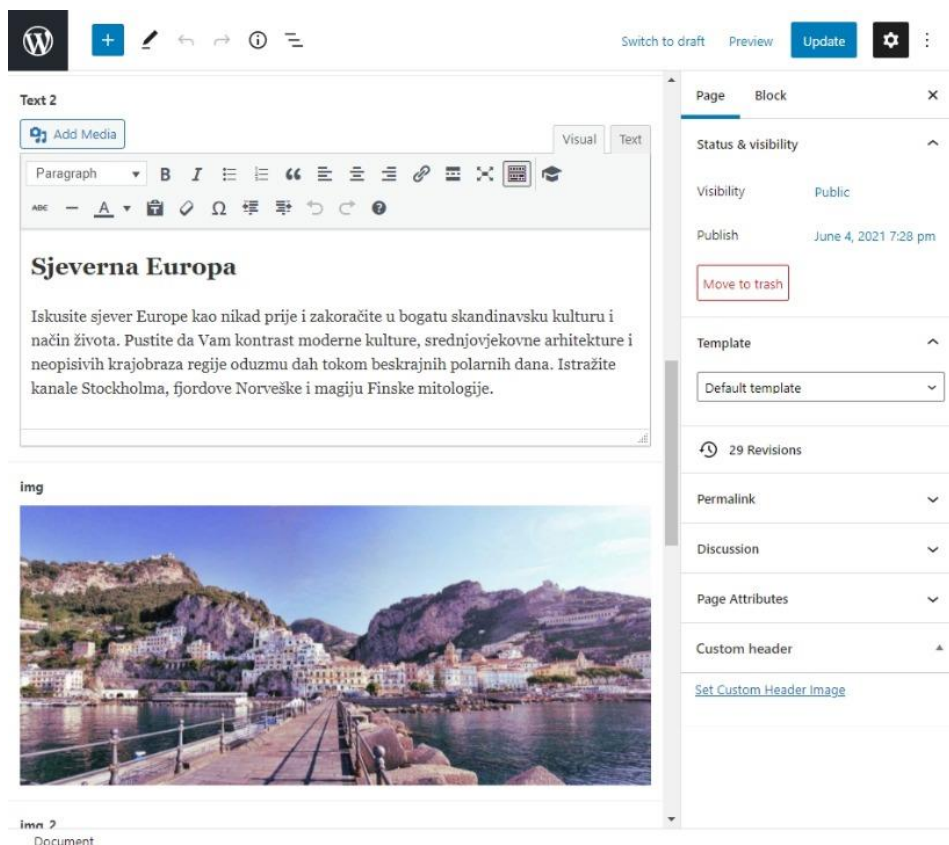 Switch to draft Preview Update
Text 2
Add Media
Visual Text
Paragraph B I
ABC A
Sjeverna Europa
Iskusite sjever Europe kao nikad prije i zakoračite u bogatu skandinavsku kulturu i
način života. Pustite da Vam kontrast moderne kulture, srednjovjekovne arhitekture i
neopisivih krajobraza regije oduzmu dah tokom beskrajnih polarnih dana. Istražite
kanale Stockholma, fjordove Norveške i magiju Finske mitologije.
img
img 2
Document
Page Block
Status & visibility
Visibility Public
Publish June 4, 2021 7:28 pm
Move to trash
Template
Default template
29 Revisions
Permalink
Discussion
Page Attributes
Custom header
Set Custom Header Image